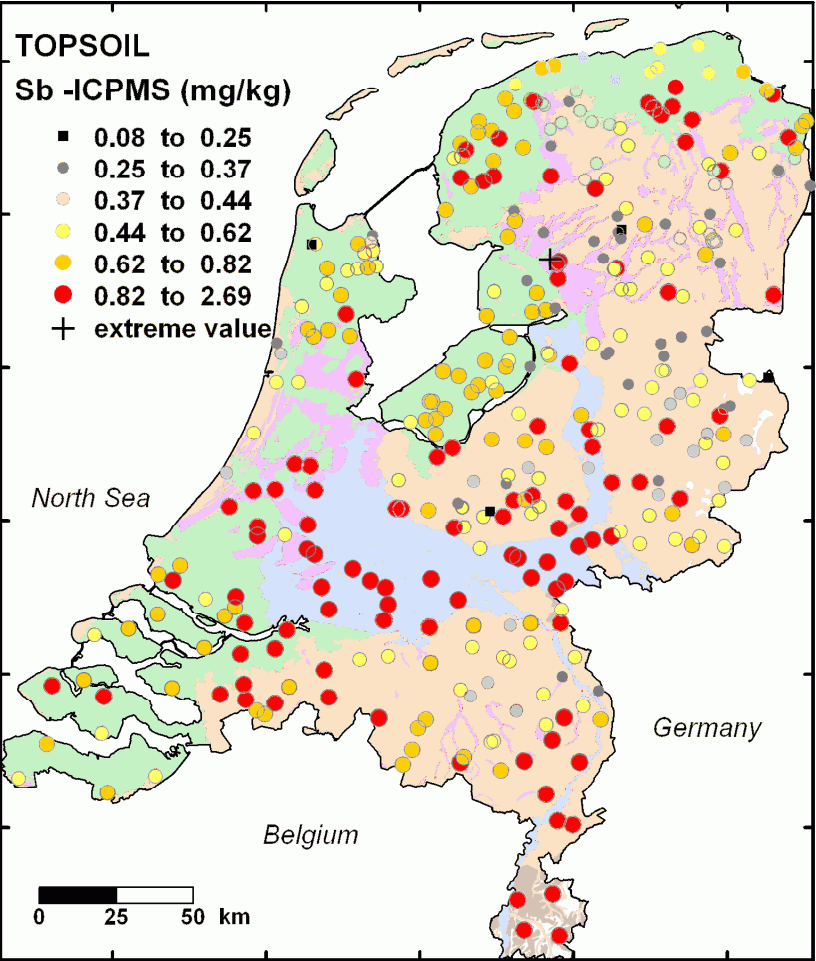 TOPSOIL
Sb -ICPMS (mg/kg)
0.08 to 0.25
0.25 to 0.37
0.37 to 0.44
0.44 to 0.62
0.62 to 0.82
0.82 to 2.69
extreme value
North Sea
Germany
Belgium
0 25 50 km